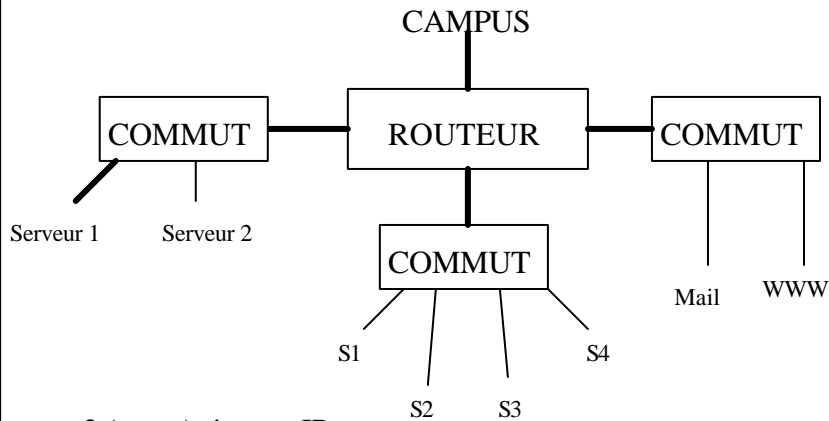 CAMPUS
COMMUT ROUTEUR COMMUT
Serveur 1 Serveur 2
COMMUT
Mail WWW
S1 S4
S2 S3